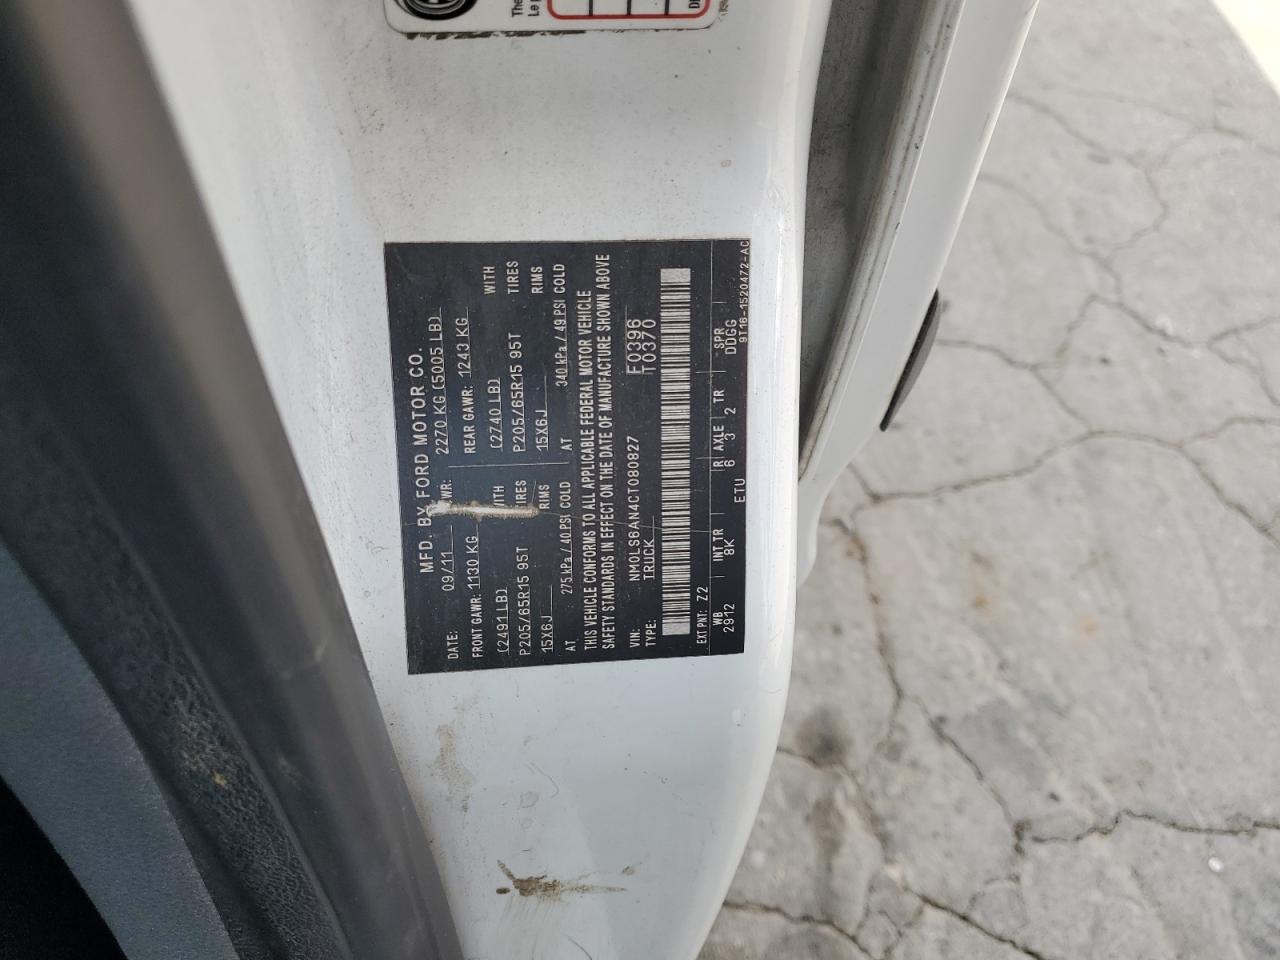 The
Le
MFD. BY FORD MOTOR CO.
DATE: 09/11 WR: 2270 KG (5005 LB)
FRONT GAWR: 1130 KG REAR GAWR: 1243 KG
(2491 LB) WITH (2740 LB) WITH
P205/65R15 95T TIRES P205/65R15 95T TIRES
15X6J RIMS 15X6J RIMS
AT 275 kPa / 40 PSI COLD AT 340 kPa / 49 PSI COLD
THIS VEHICLE CONFORMS TO ALL APPLICABLE FEDERAL MOTOR VEHICLE
SAFETY STANDARDS IN EFFECT ON THE DATE OF MANUFACTURE SHOWN ABOVE
VIN: NM0LS6AN4CT080827 F0396
TYPE: TRUCK T0370
EXT PNT: Z2
WB INT TR R AXLE TR SPR
2912 8K 6 3 2 DDGG
ETU 9T16-1520472-AC